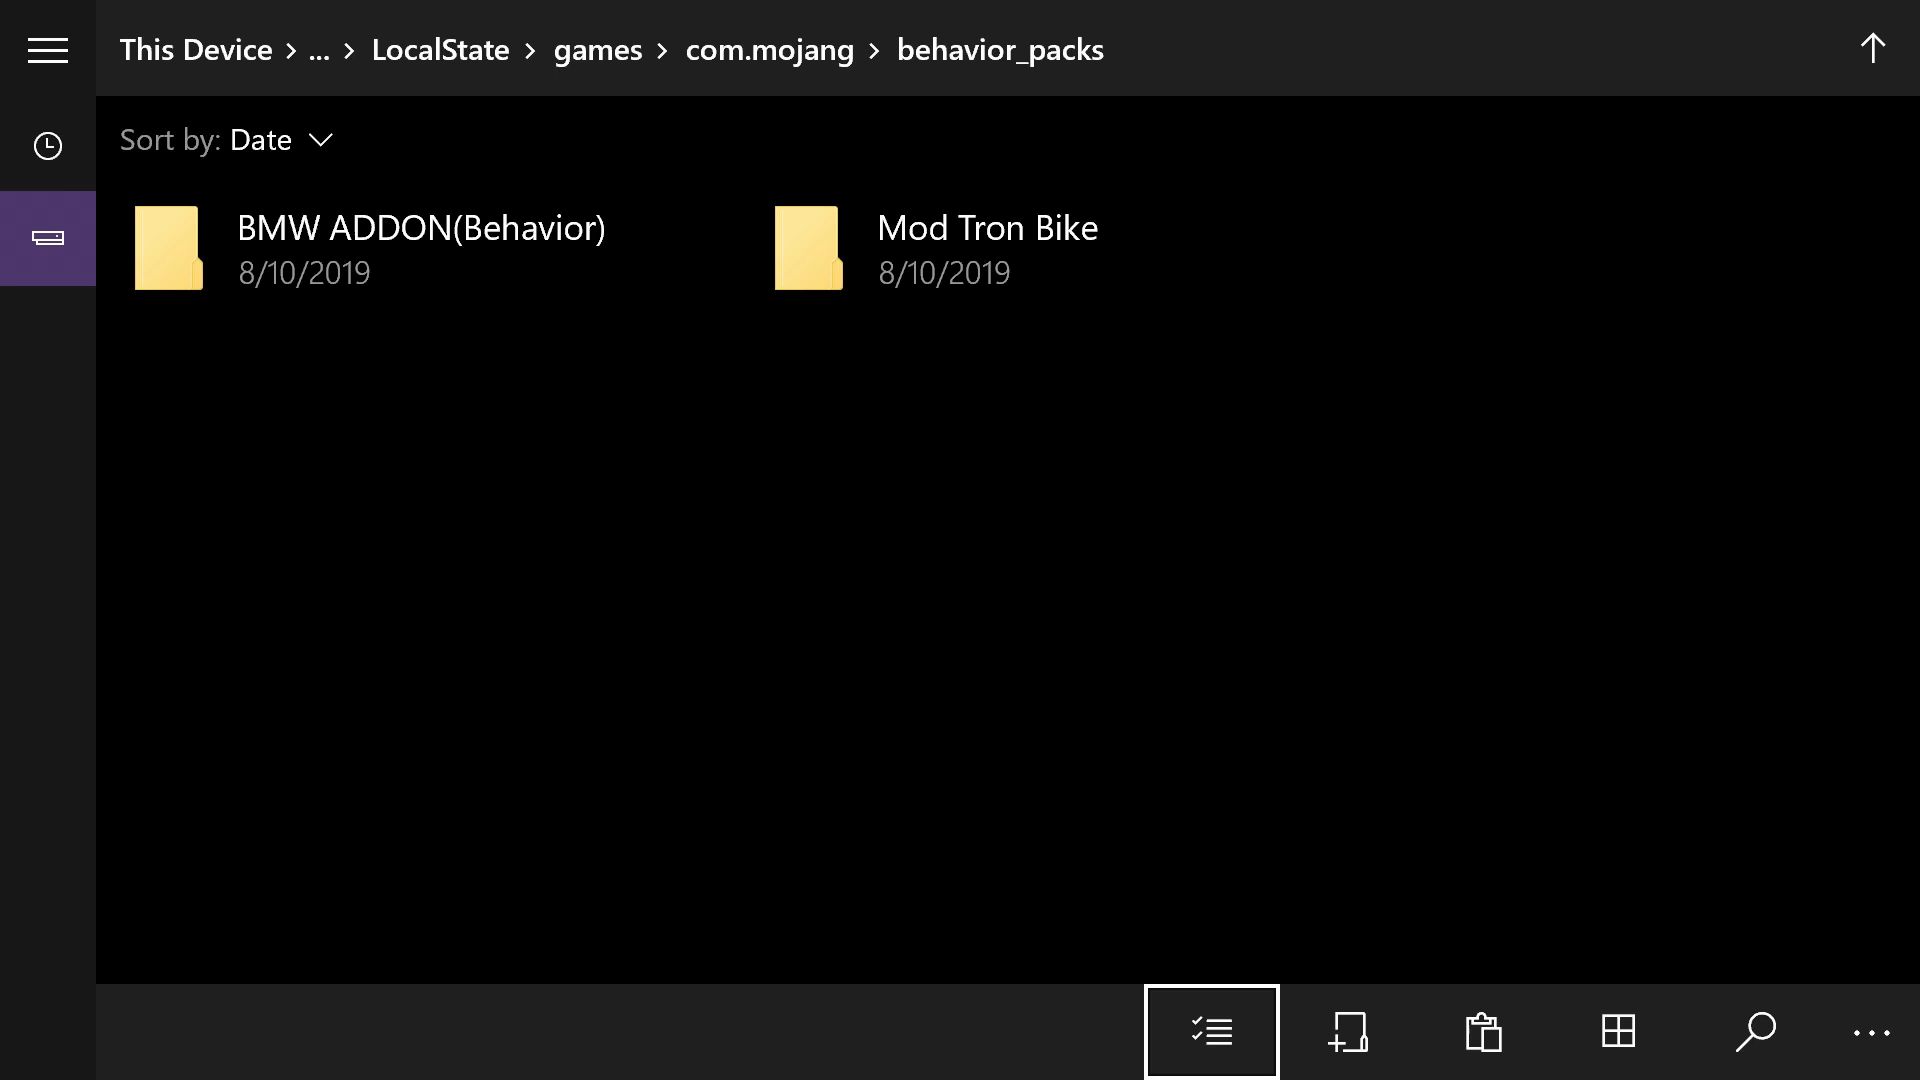 This Device > ... > LocalState > games > com.mojang > behavior_packs
Sort by: Date
BMW ADDON(Behavior)
8/10/2019
Mod Tron Bike
8/10/2019